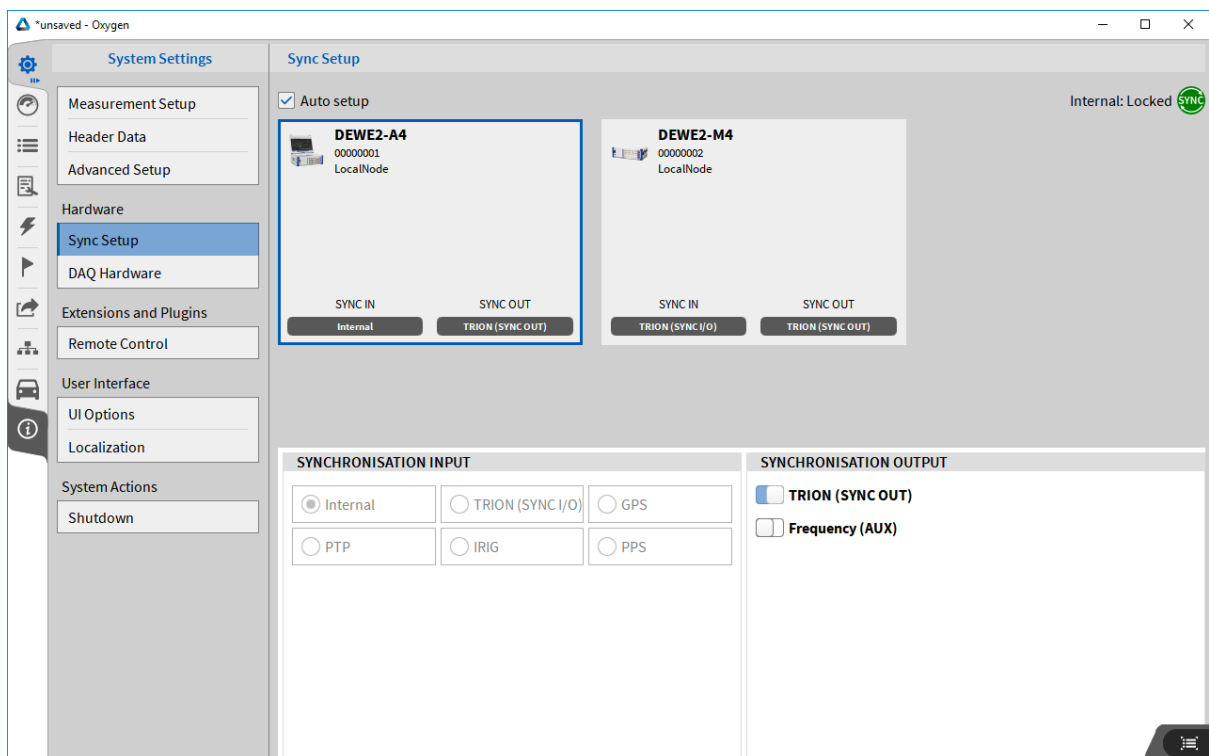 *unsaved - Oxygen
System Settings
Sync Setup
Measurement Setup
Header Data
Advanced Setup
Hardware
Sync Setup
DAQ Hardware
Extensions and Plugins
Remote Control
User Interface
UI Options
Localization
System Actions
Shutdown
Auto setup
Internal: Locked
SYNC
DEWE2-A4
00000001
LocalNode
SYNC IN SYNC OUT
Internal TRION (SYNC OUT)
DEWE2-M4
00000002
LocalNode
SYNC IN SYNC OUT
TRION (SYNC I/O) TRION (SYNC OUT)
SYNCHRONISATION INPUT
Internal TRION (SYNC I/O) GPS
PTP IRIG PPS
SYNCHRONISATION OUTPUT
TRION (SYNC OUT)
Frequency (AUX)